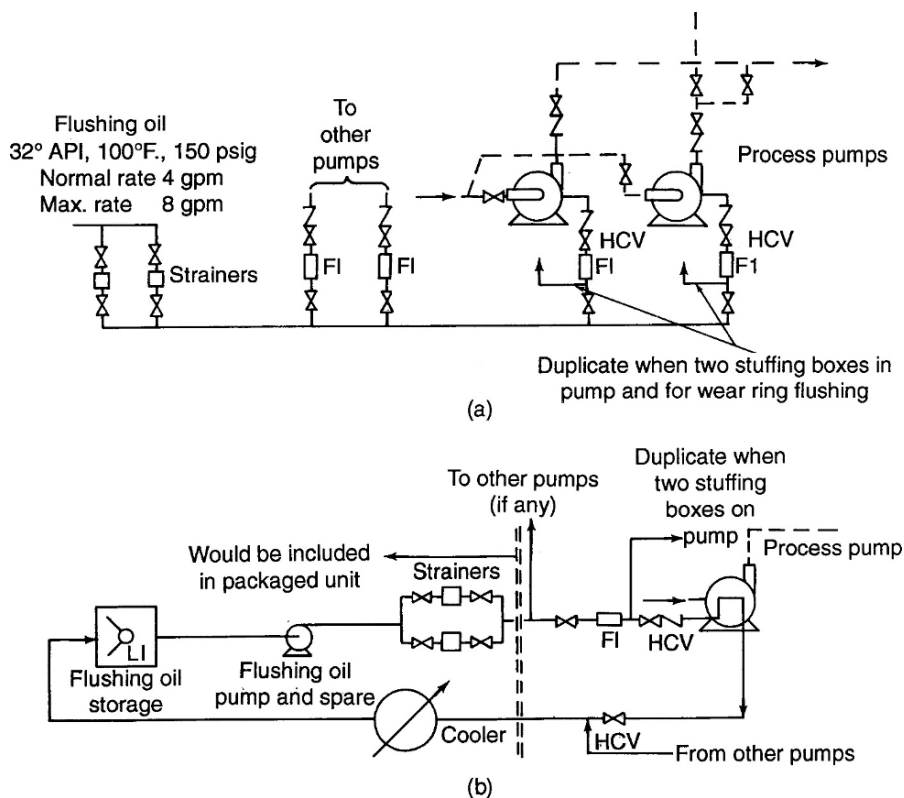 Flushing oil
32° API, 100°F., 150 psig
Normal rate 4 gpm
Max. rate 8 gpm
Strainers
To
other
pumps
FI
FI
Process pumps
HCV
FI
HCV
F1
Duplicate when two stuffing boxes in
pump and for wear ring flushing
(a)
Duplicate when
two stuffing
boxes on
pump
To other pumps
(if any)
Process pump
Would be included
in packaged unit
Strainers
FI
HCV
LI
Flushing oil
storage
Flushing oil
pump and spare
Cooler
HCV
From other pumps
(b)